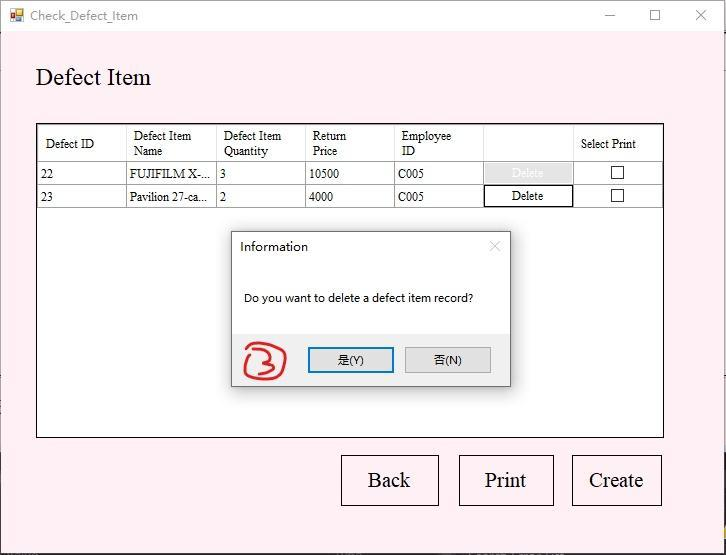 Check_Defect_Item
Defect Item
Defect ID
Defect Item
Name
Defect Item
Quantity
Return
Price
Employee
ID
Select Print
22 FUJIFILM X-... 3 10500 C005 Delete
23 Pavilion 27-ca... 2 4000 C005 Delete
Information
Do you want to delete a defect item record?
3 是(Y) 否(N)
Back Print Create